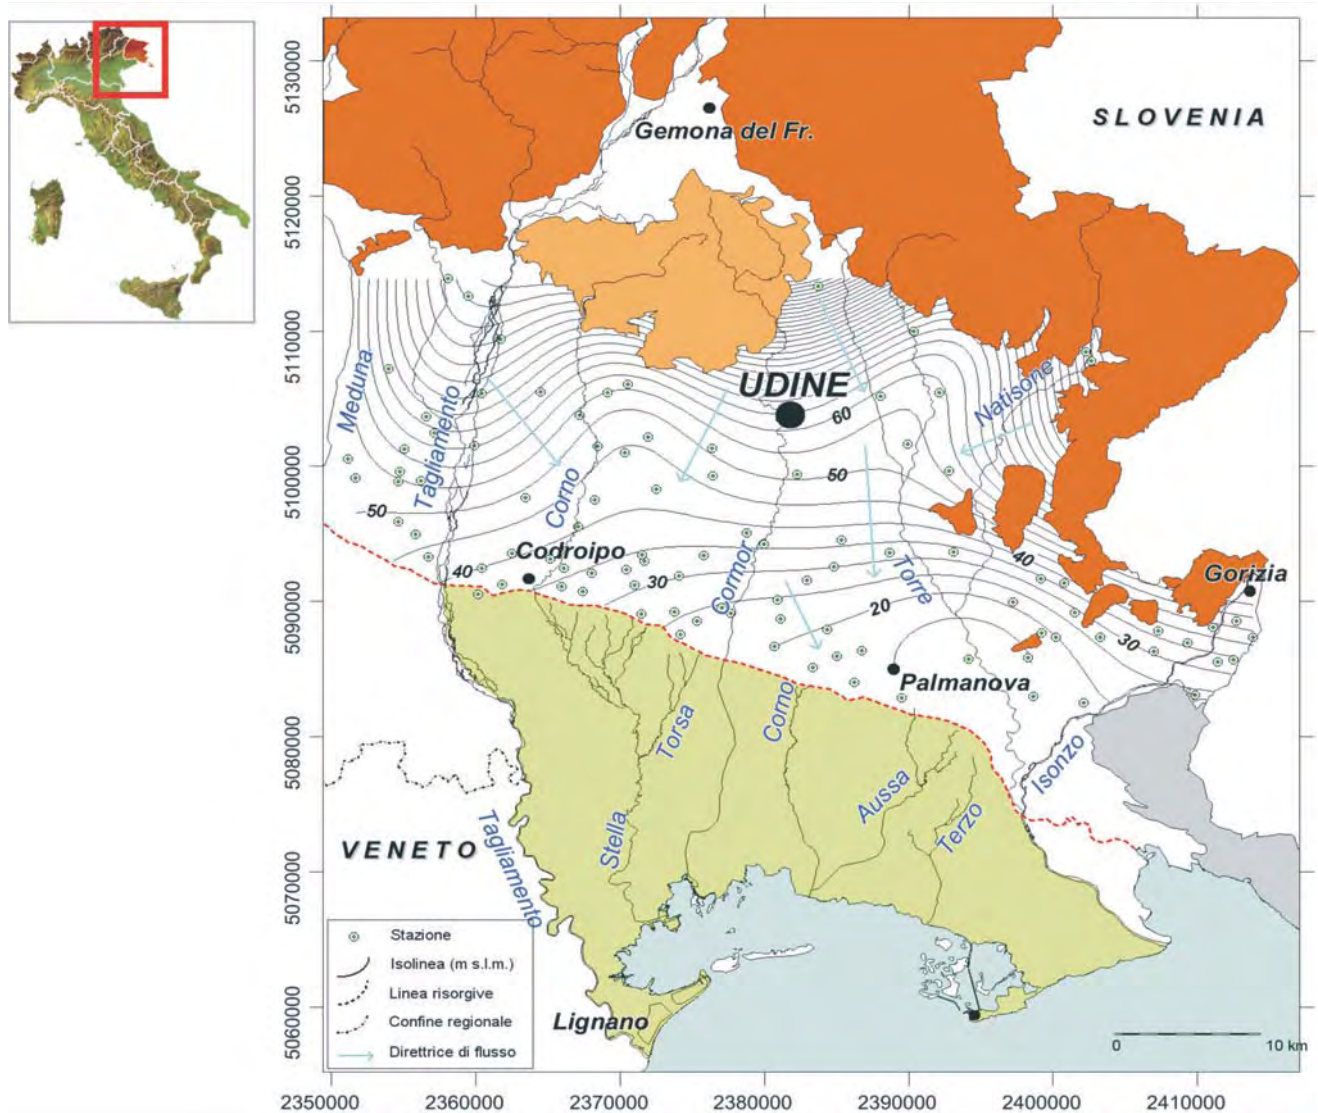 SLOVENIA
Gemona del Fr.
5130000
5120000
5110000
5100000
5090000
5080000
5070000
5060000
Meduna
Tagliamento
UDINE
60
Natisone
50
50
Corno
Codroipo
40
40
Gorizia
30
Cormor
Torre
20
30
Palmanova
Torsa
Corno
Isonzo
Aussa
Stella
Terzo
VENETO
Tagliamento
Stazione
Isolinea (m s.l.m.)
Linea risorgive
Confine regionale
Direttrice di flusso
Lignano
0 10 km
2350000 2360000 2370000 2380000 2390000 2400000 2410000